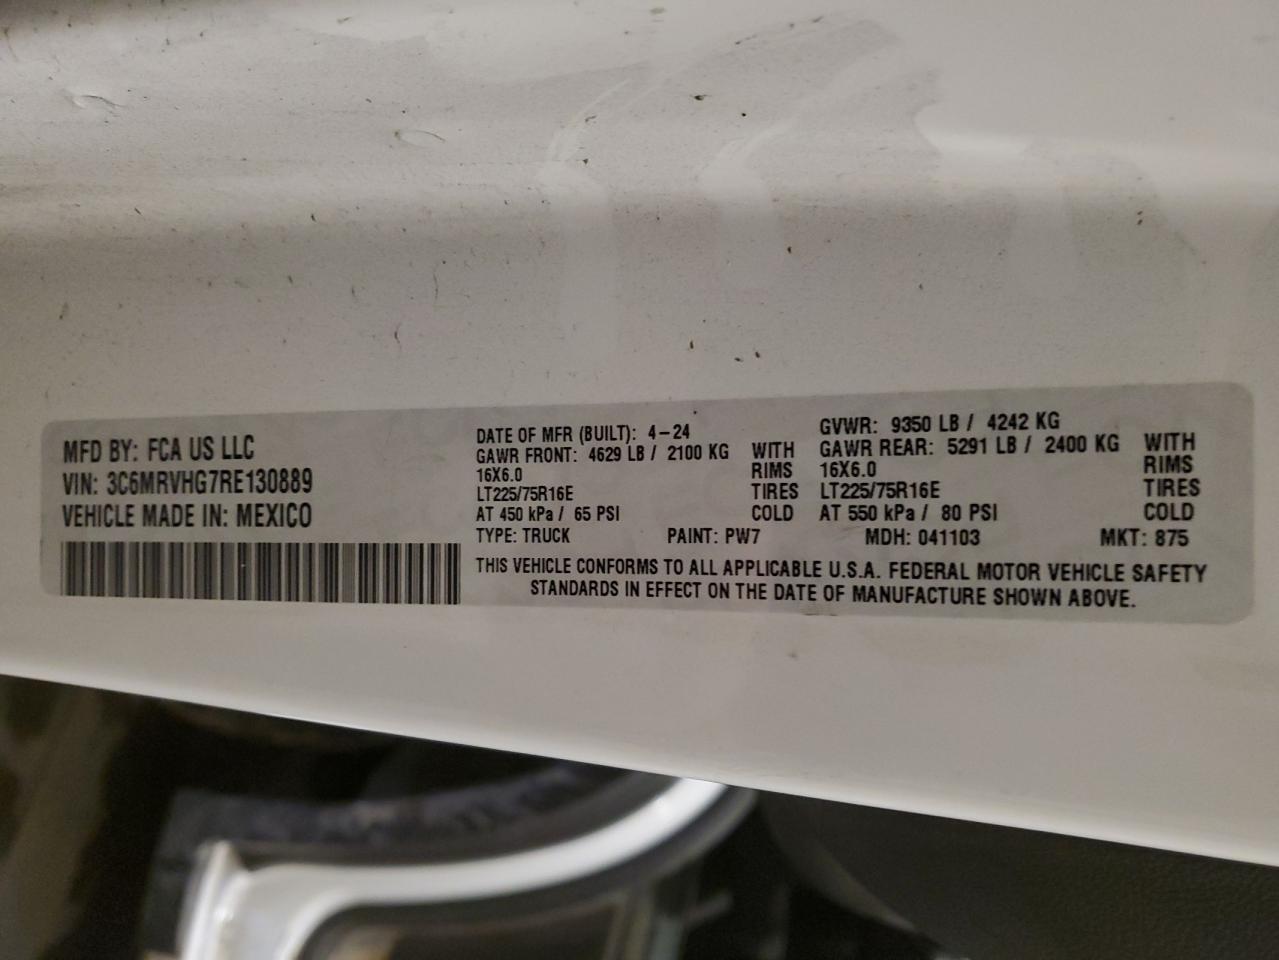 MFD BY: FCA US LLC
VIN: 3C6MRVHG7RE130889
VEHICLE MADE IN: MEXICO
DATE OF MFR (BUILT): 4-24
GAWR FRONT: 4629 LB / 2100 KG WITH
16X6.0 RIMS
LT225/75R16E TIRES
AT 450 kPa / 65 PSI COLD
GVWR: 9350 LB / 4242 KG
GAWR REAR: 5291 LB / 2400 KG WITH
16X6.0 RIMS
LT225/75R16E TIRES
AT 550 kPa / 80 PSI COLD
TYPE: TRUCK PAINT: PW7 MDH: 041103 MKT: 875
THIS VEHICLE CONFORMS TO ALL APPLICABLE U.S.A. FEDERAL MOTOR VEHICLE SAFETY
STANDARDS IN EFFECT ON THE DATE OF MANUFACTURE SHOWN ABOVE.